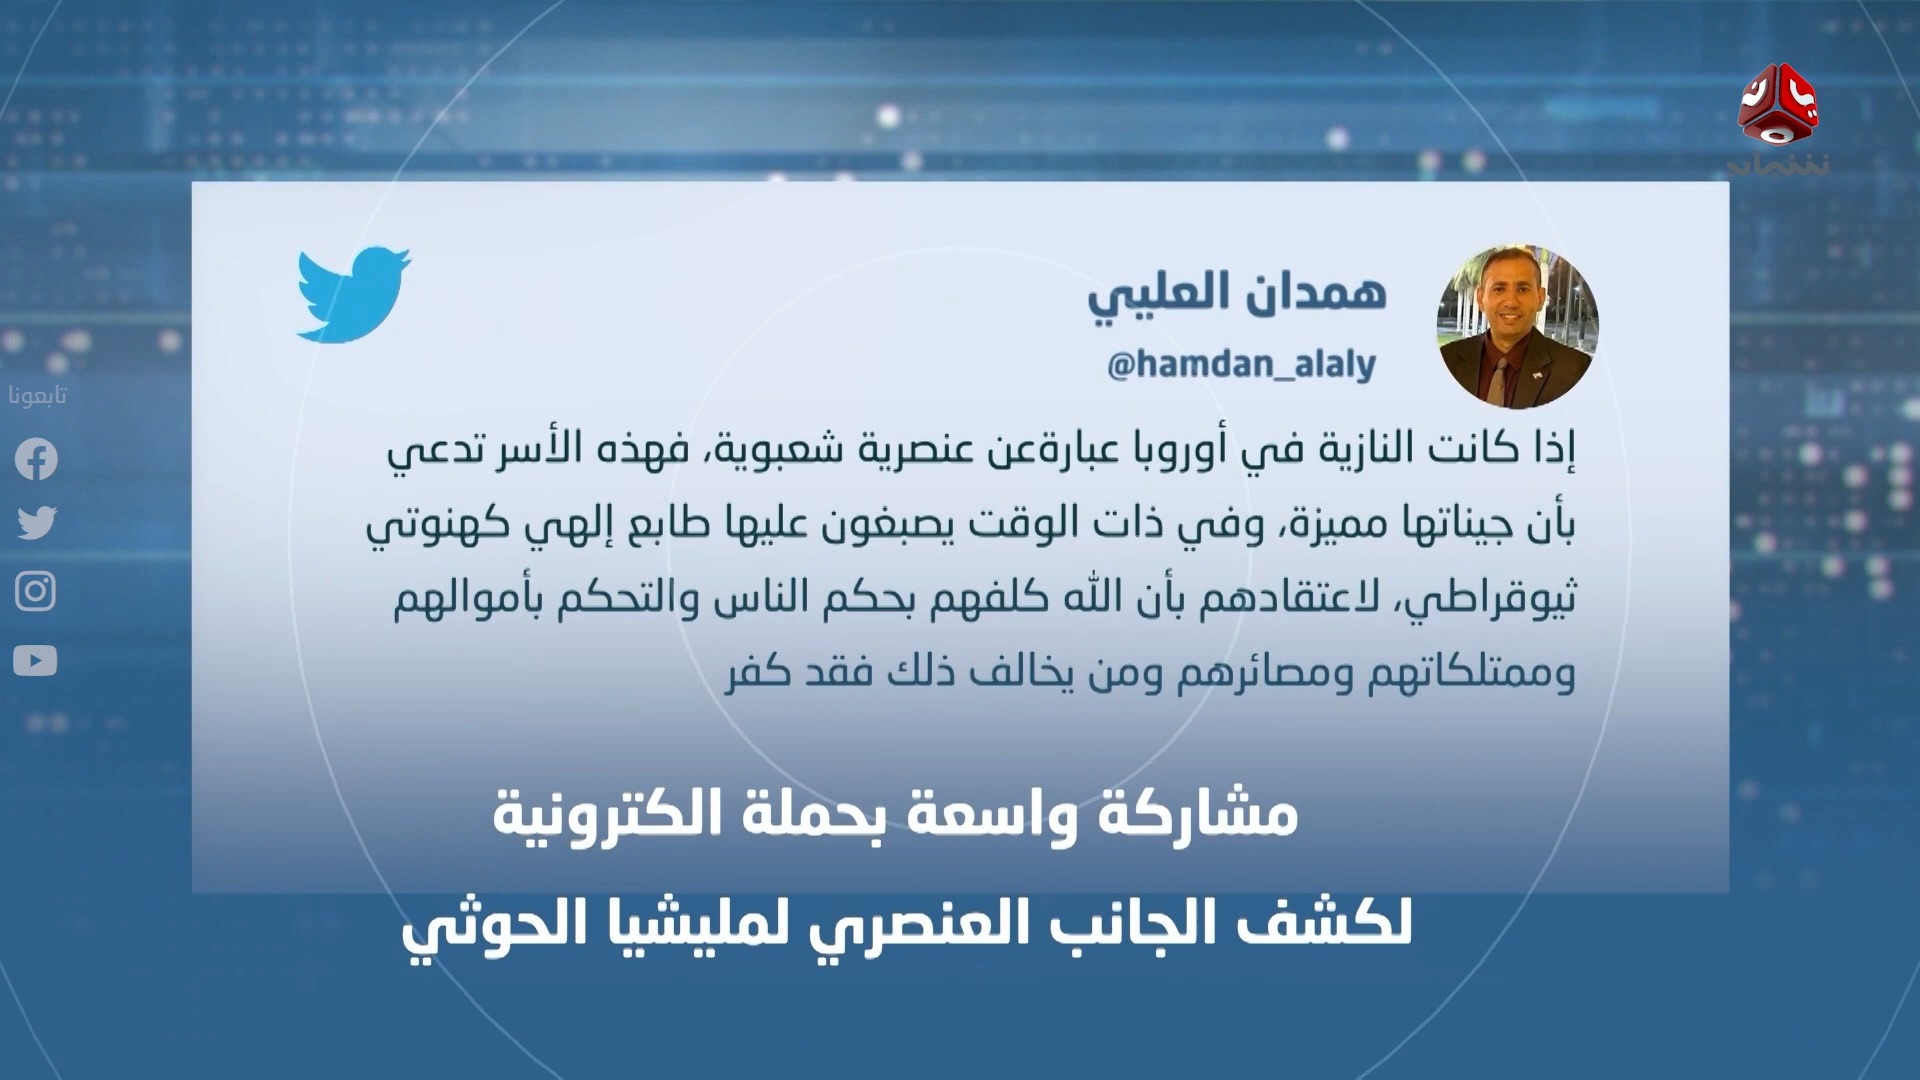 همدان العليي
@hamdan_alaly
إذا كانت النازية في أوروبا عبارةعن عنصرية شعبوية، فهذه الأسر تدعي
بأن جيناتها مميزة، وفي ذات الوقت يصبغون عليها طابع إلهي كهنوتي
ثيوقراطي، لاعتقادهم بأن الله كلفهم بحكم الناس والتحكم بأموالهم
وممتلكاتهم ومصائرهم ومن يخالف ذلك فقد كفر
مشاركة واسعة بحملة الكترونية
لكشف الجانب العنصري لمليشيا الحوثي
تابعونا